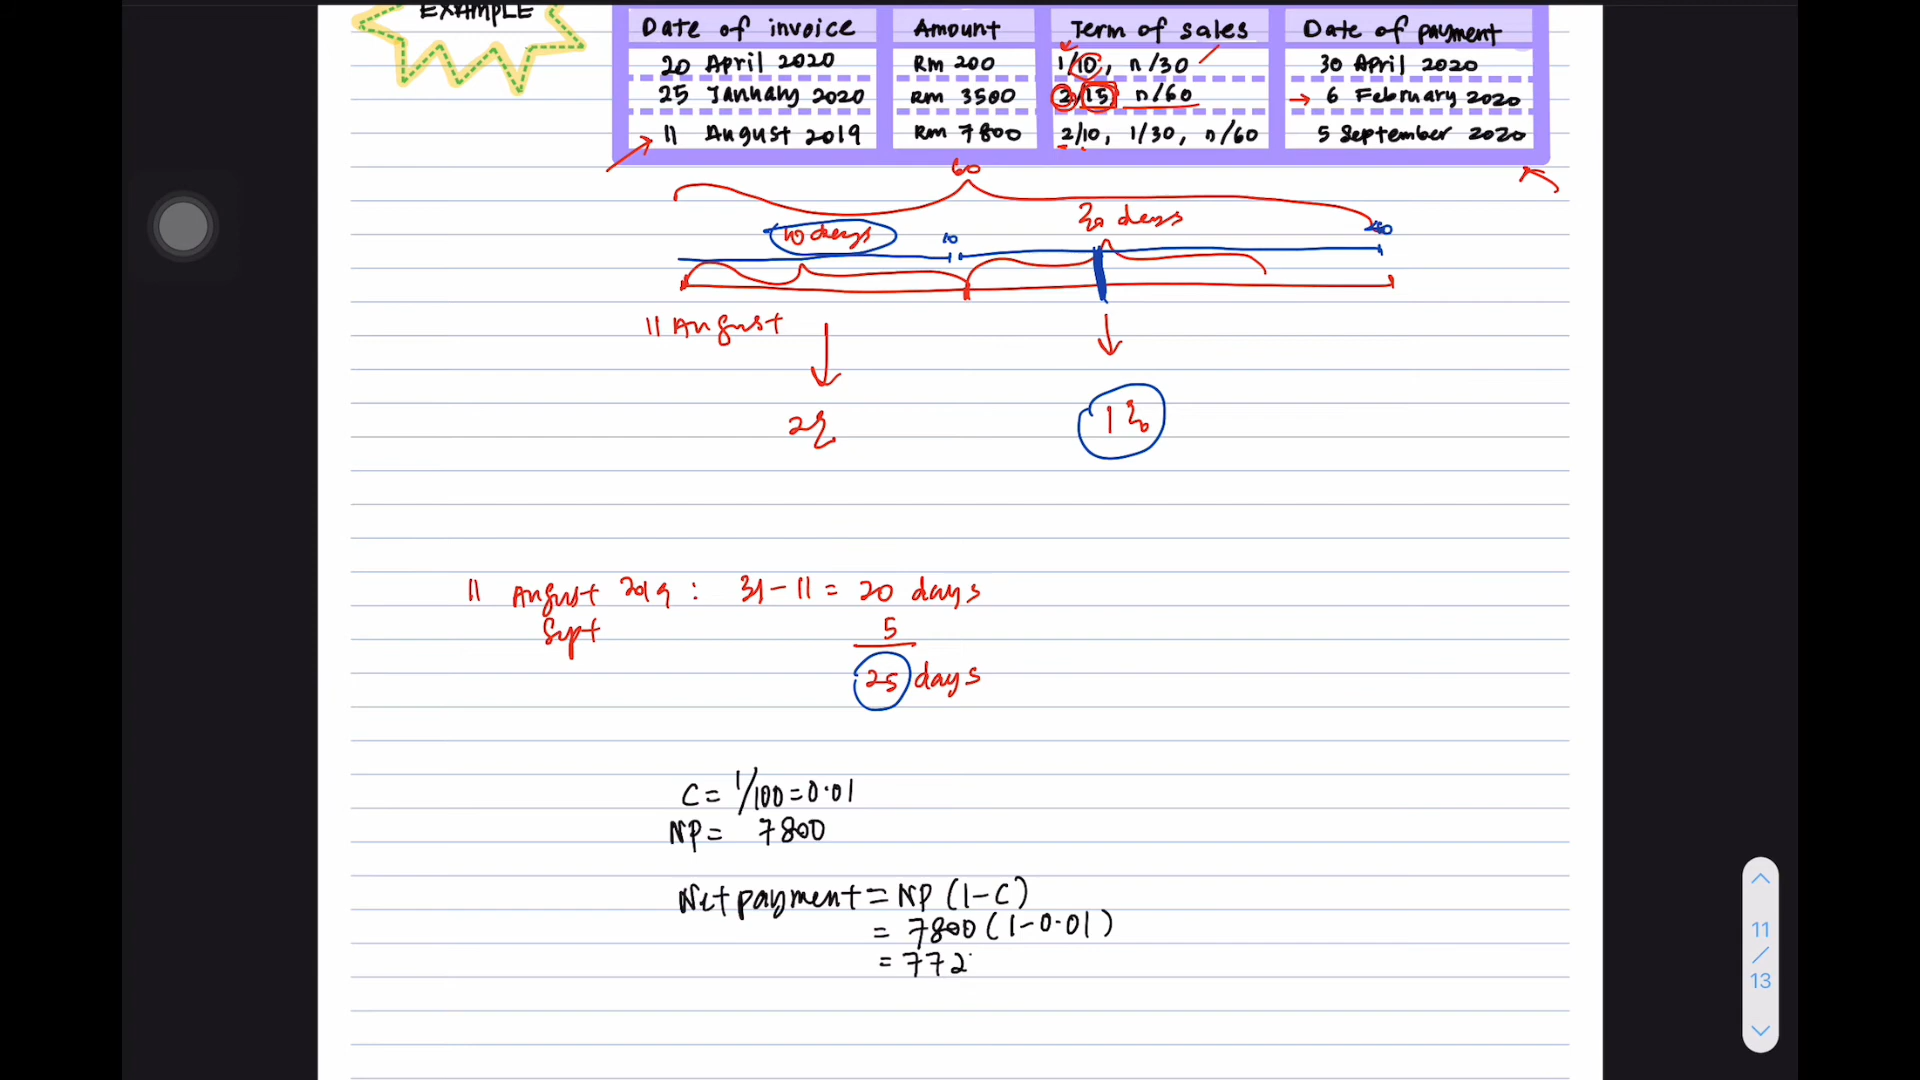 EXAMPLE
Date of invoice Amount Term of sales Date of payment
20 April 2020 Rm 200 1/10, n/30 30 April 2020
25 January 2020 Rm 3500 2/15, n/60 → 6 February 2020
11 August 2019 Rm 7800 2/10, 1/30, n/60 5 September 2020
60
30 days
10 days 10
11 August
2% 1%
11 August 2019 : 31-11 = 20 days
Sept 5
25 days
C = 1/100 = 0.01
NP = 7800
Net payment = NP (1-C)
= 7800 (1-0.01)
= 772
11
/
13